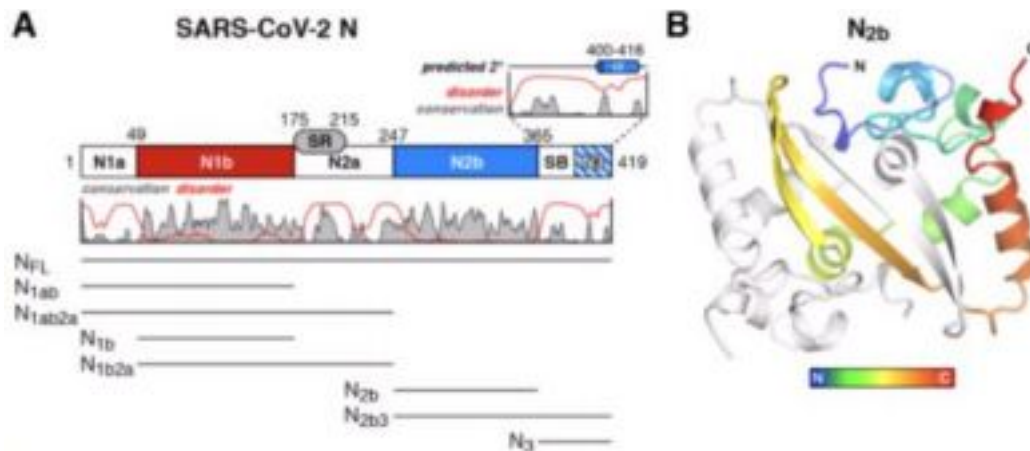 A SARS-CoV-2 N
400-416
predicted 2°
disorder
conservation
175 215
49 SR 247 365
1 N1a N1b N2a N2b SB 419
conservation disorder
NFL
N1ab
N1ab2a
N1b
N1b2a
N2b
N2b3
N3
B N2b
N
N C